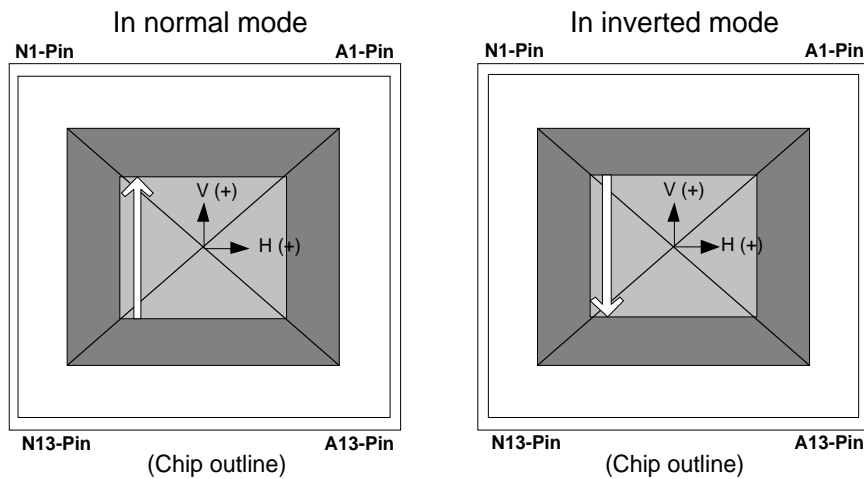 In normal mode
N1-Pin A1-Pin
V (+)
H (+)
N13-Pin A13-Pin
(Chip outline)
In inverted mode
N1-Pin A1-Pin
V (+)
H (+)
N13-Pin A13-Pin
(Chip outline)